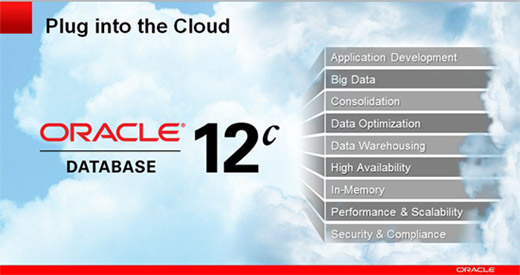 Plug into the Cloud
ORACLE®
DATABASE
12c
Application Development
Big Data
Consolidation
Data Optimization
Data Warehousing
High Availability
In-Memory
Performance & Scalability
Security & Compliance
ORACLE